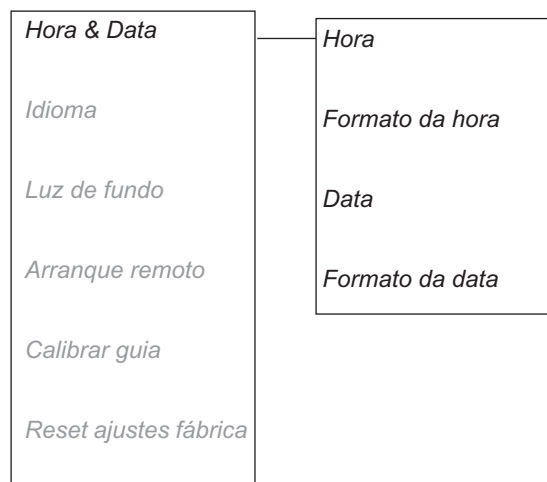 Hora & Data
Idioma
Luz de fundo
Arranque remoto
Calibrar guia
Reset ajustes fábrica
Hora
Formato da hora
Data
Formato da data